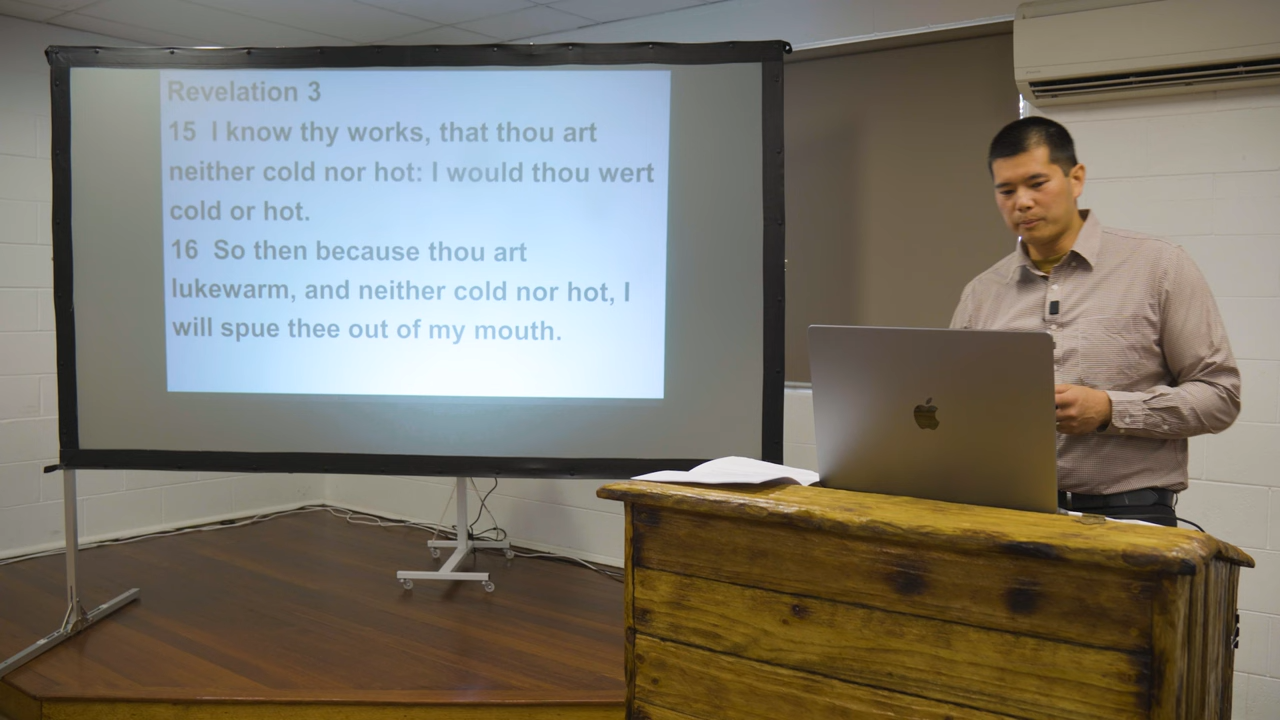 Revelation 3
15 I know thy works, that thou art
neither cold nor hot: I would thou wert
cold or hot.
16 So then because thou art
lukewarm, and neither cold nor hot, I
will spue thee out of my mouth.